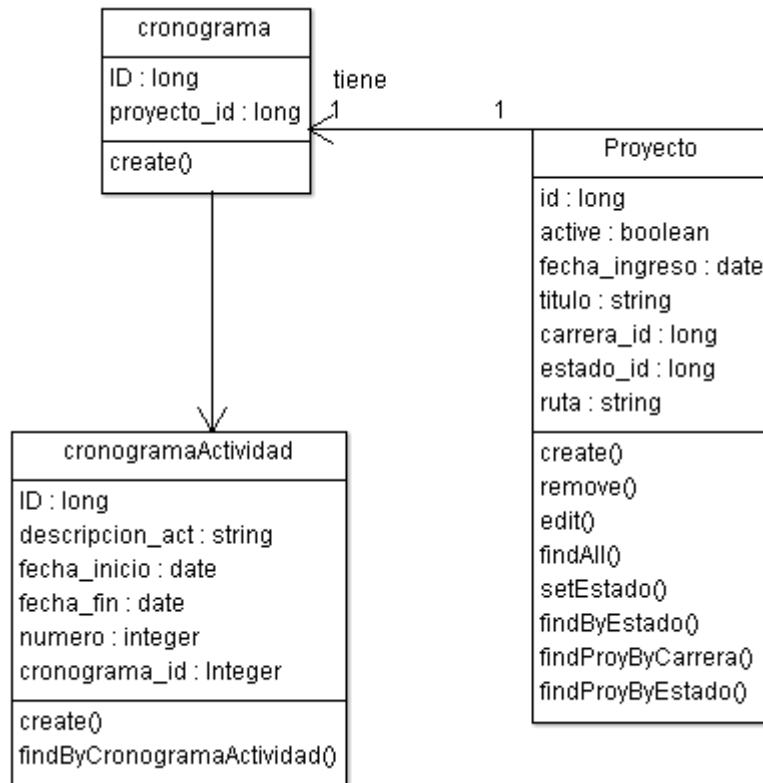 cronograma
ID : long
proyecto_id : long
create()
tiene
1
1
Proyecto
id : long
active : boolean
fecha_ingreso : date
titulo : string
carrera_id : long
estado_id : long
ruta : string
create()
remove()
edit()
findAll()
setEstado()
findByEstado()
findProyByCarrera()
findProyByEstado()
cronogramaActividad
ID : long
descripcion_act : string
fecha_inicio : date
fecha_fin : date
numero : integer
cronograma_id : Integer
create()
findByCronogramaActividad()